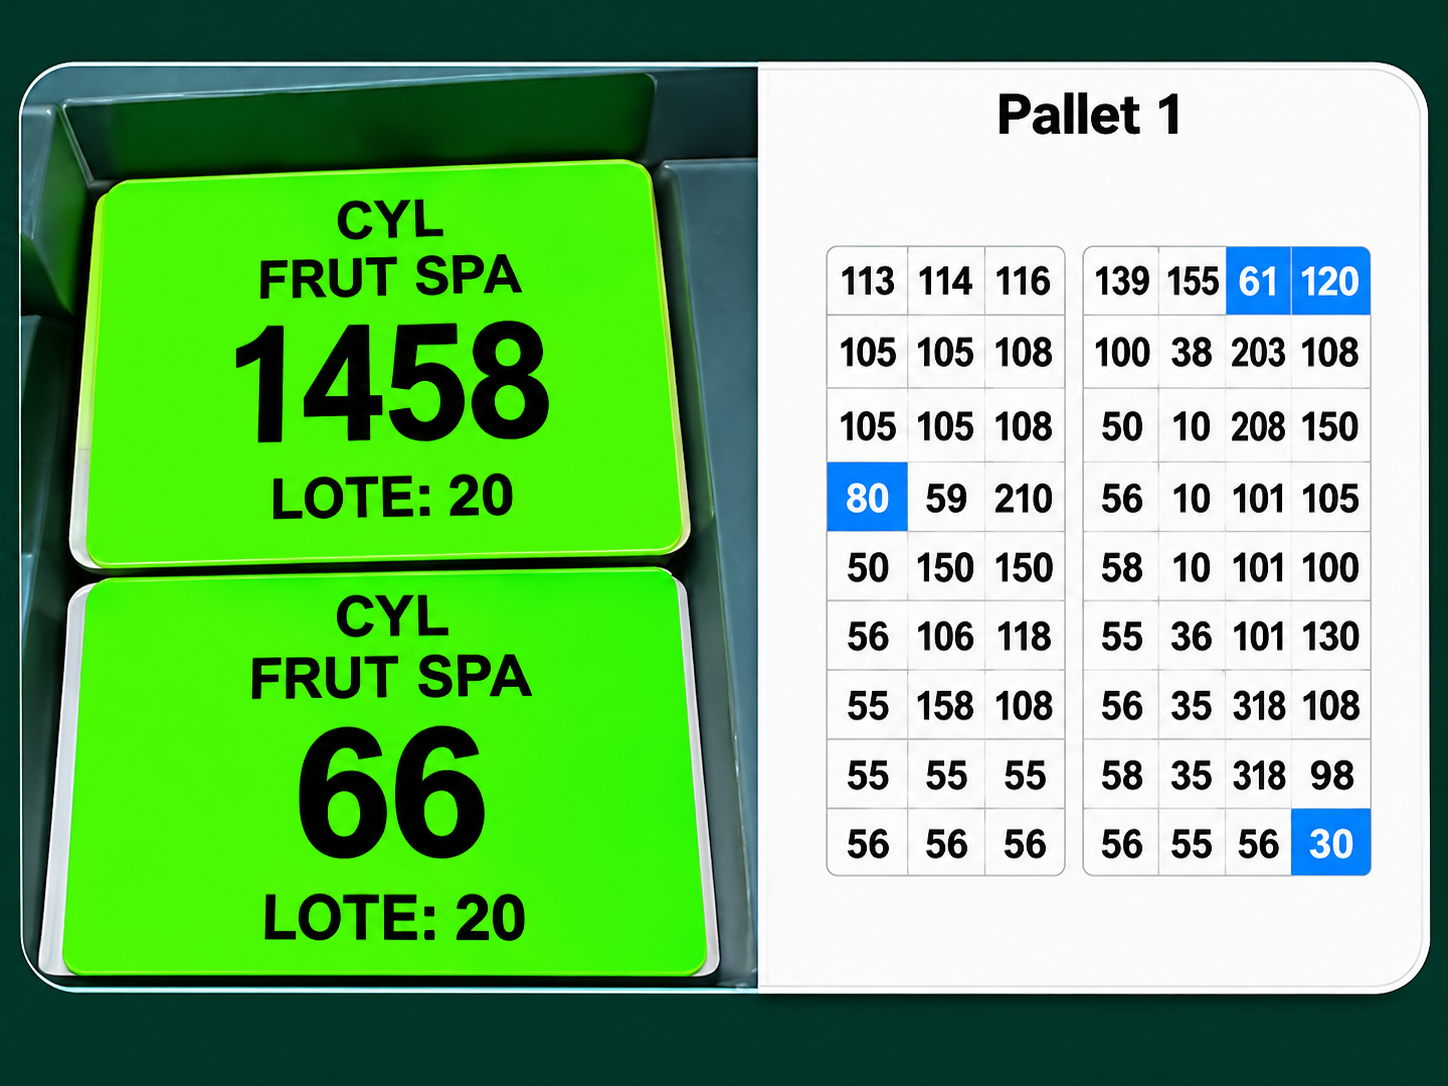 CYL
FRUT SPA
1458
LOTE: 20
CYL
FRUT SPA
66
LOTE: 20
Pallet 1
113 114 116 139 155 61 120
105 105 108 100 38 203 108
105 105 108 50 10 208 150
80 59 210 56 10 101 105
50 150 150 58 10 101 100
56 106 118 55 36 101 130
55 158 108 56 35 318 108
55 55 55 58 35 318 98
56 56 56 56 55 56 30